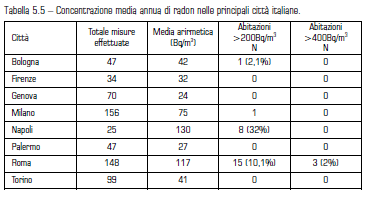 Tabella 5.5 – Concentrazione media annua di radon nelle principali città italiane.
Città Totale misure effettuate Media arirmetica (Bq/m³) Abitazioni >200Bq/m³ N Abitazioni >400Bq/m³ N
Bologna 47 42 1 (2,1%) 0
Firenze 34 32 0 0
Genova 70 24 0 0
Milano 156 75 1 0
Napoli 25 130 8 (32%) 0
Palermo 47 27 0 0
Roma 148 117 15 (10,1%) 3 (2%)
Torino 99 41 0 0